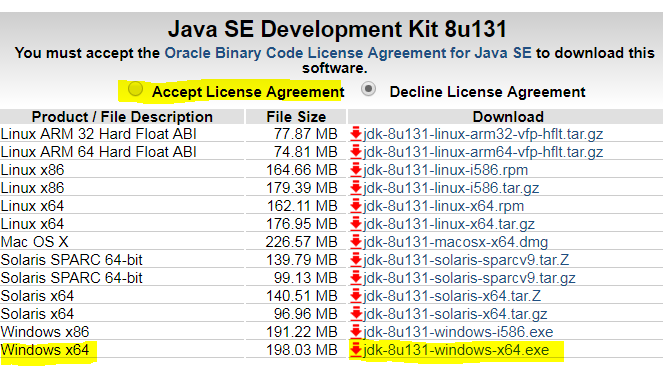 Java SE Development Kit 8u131
You must accept the Oracle Binary Code License Agreement for Java SE to download this
software.
Accept License Agreement Decline License Agreement
Product / File Description File Size Download
Linux ARM 32 Hard Float ABI 77.87 MB jdk-8u131-linux-arm32-vfp-hflt.tar.gz
Linux ARM 64 Hard Float ABI 74.81 MB jdk-8u131-linux-arm64-vfp-hflt.tar.gz
Linux x86 164.66 MB jdk-8u131-linux-i586.rpm
Linux x86 179.39 MB jdk-8u131-linux-i586.tar.gz
Linux x64 162.11 MB jdk-8u131-linux-x64.rpm
Linux x64 176.95 MB jdk-8u131-linux-x64.tar.gz
Mac OS X 226.57 MB jdk-8u131-macosx-x64.dmg
Solaris SPARC 64-bit 139.79 MB jdk-8u131-solaris-sparcv9.tar.Z
Solaris SPARC 64-bit 99.13 MB jdk-8u131-solaris-sparcv9.tar.gz
Solaris x64 140.51 MB jdk-8u131-solaris-x64.tar.Z
Solaris x64 96.96 MB jdk-8u131-solaris-x64.tar.gz
Windows x86 191.22 MB jdk-8u131-windows-i586.exe
Windows x64 198.03 MB jdk-8u131-windows-x64.exe